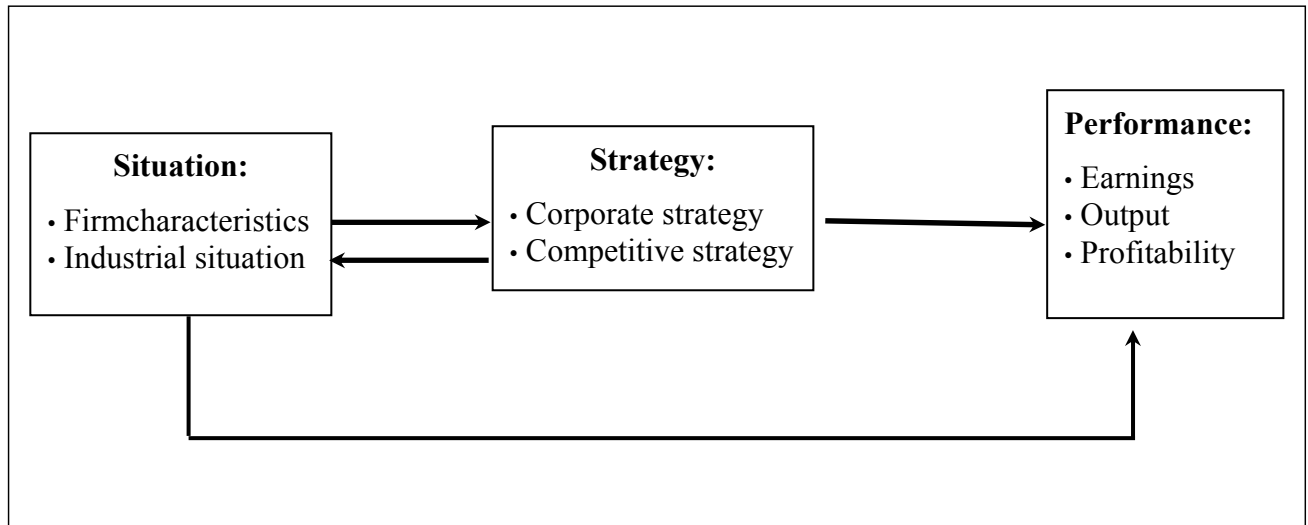 Situation:
• Firmcharacteristics
• Industrial situation
Strategy:
• Corporate strategy
• Competitive strategy
Performance:
• Earnings
• Output
• Profitability